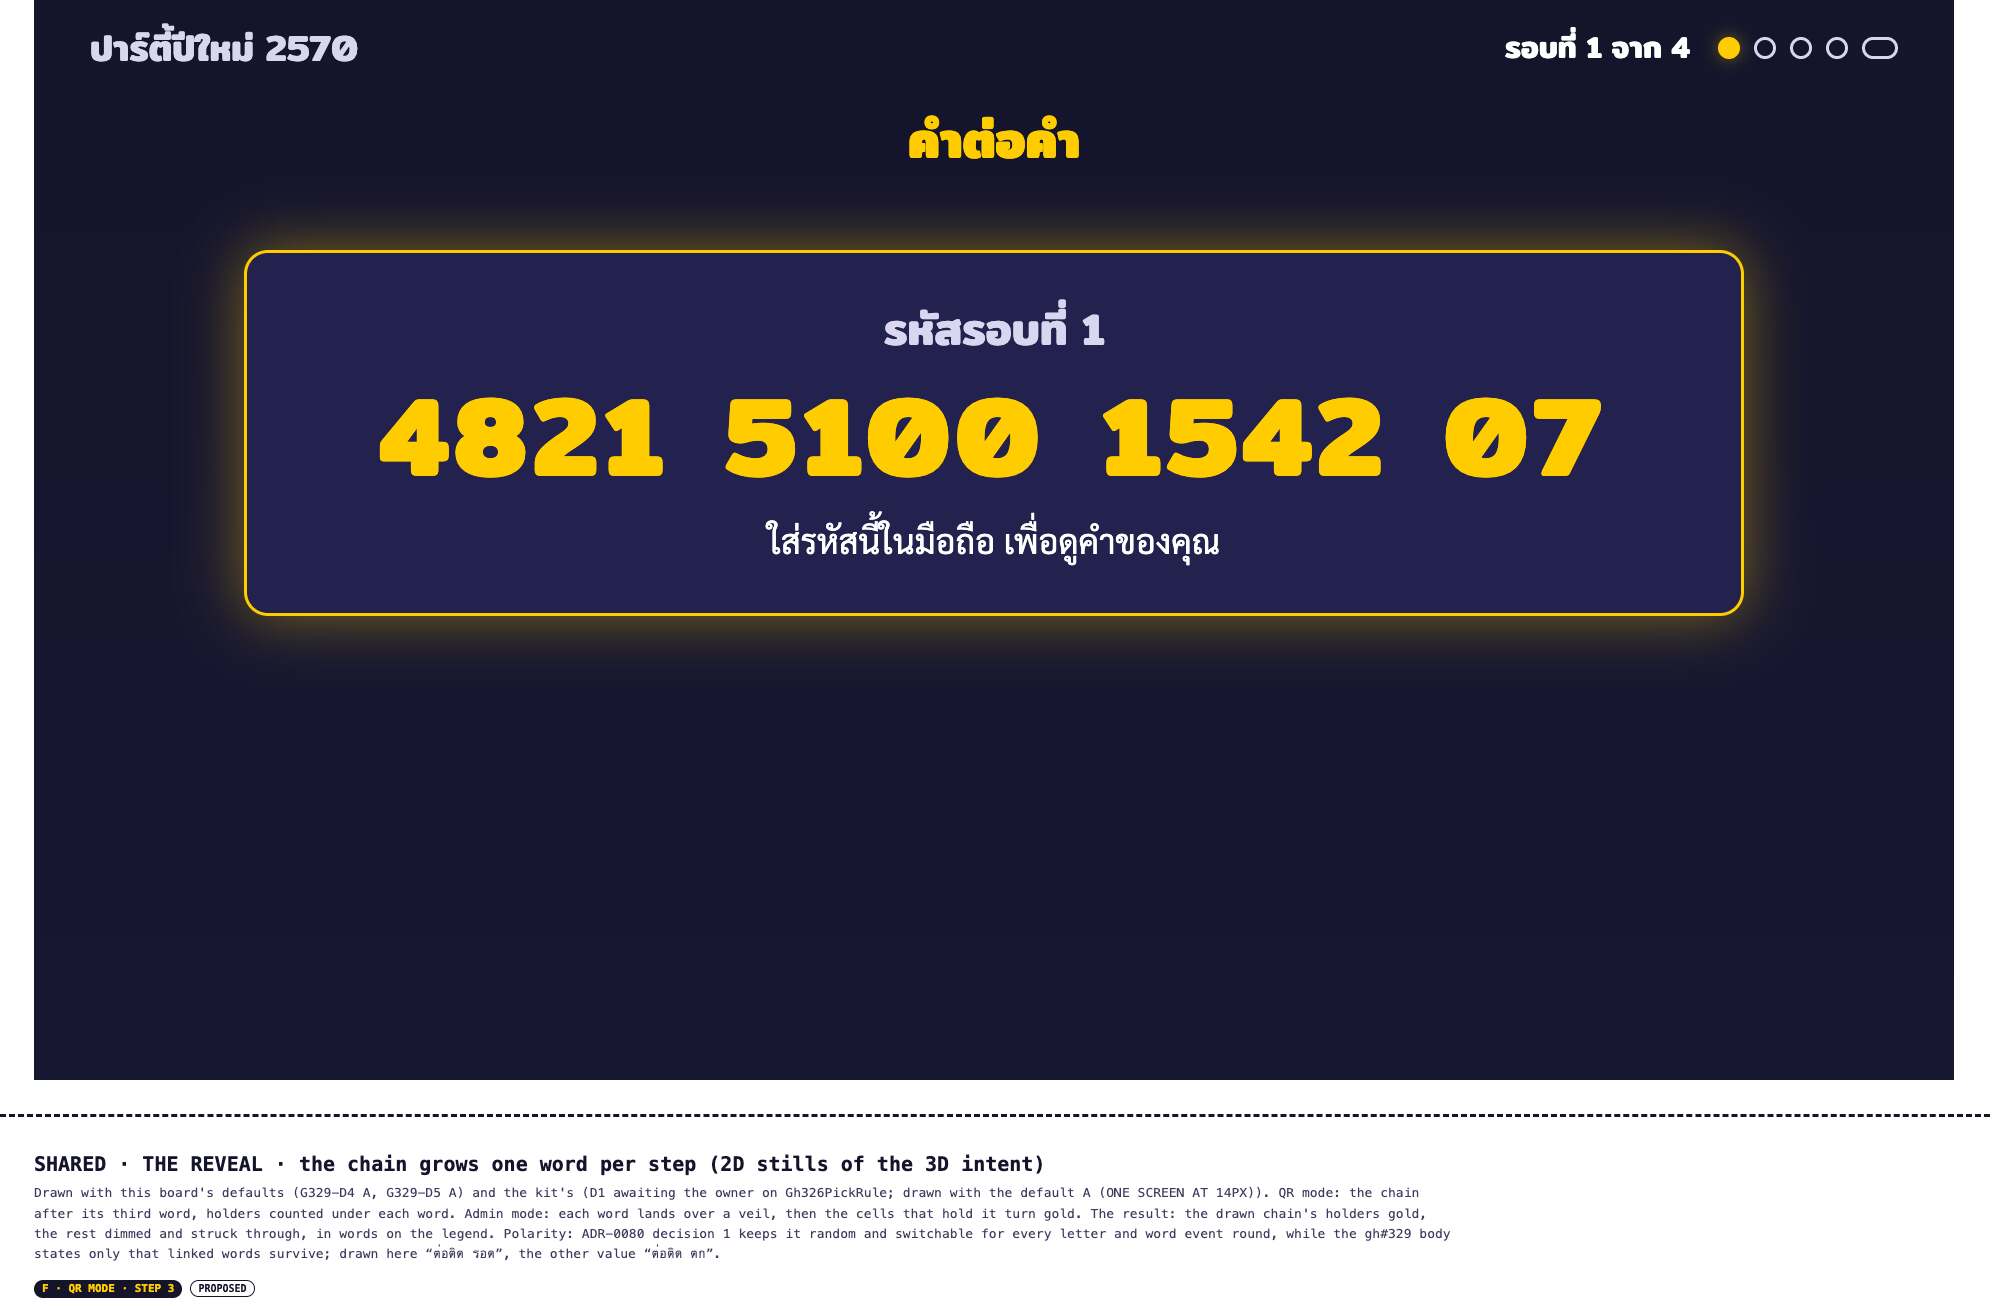 ปาร์ตี้ปีใหม่ 2570
รอบที่ 1 จาก 4
คำต่อคำ
รหัสรอบที่ 1
4821 5100 1542 07
ใส่รหัสนี้ในมือถือ เพื่อดูคำของคุณ
SHARED · THE REVEAL · the chain grows one word per step (2D stills of the 3D intent)
Drawn with this board's defaults (G329-D4 A, G329-D5 A) and the kit's (D1 awaiting the owner on Gh326PickRule; drawn with the default A (ONE SCREEN AT 14PX)). QR mode: the chain
after its third word, holders counted under each word. Admin mode: each word lands over a veil, then the cells that hold it turn gold. The result: the drawn chain's holders gold,
the rest dimmed and struck through, in words on the legend. Polarity: ADR-0080 decision 1 keeps it random and switchable for every letter and word event round, while the gh#329 body
states only that linked words survive; drawn here “ต่อติด รอด”, the other value “ต่อติด ตก”.
F · QR MODE · STEP 3
PROPOSED